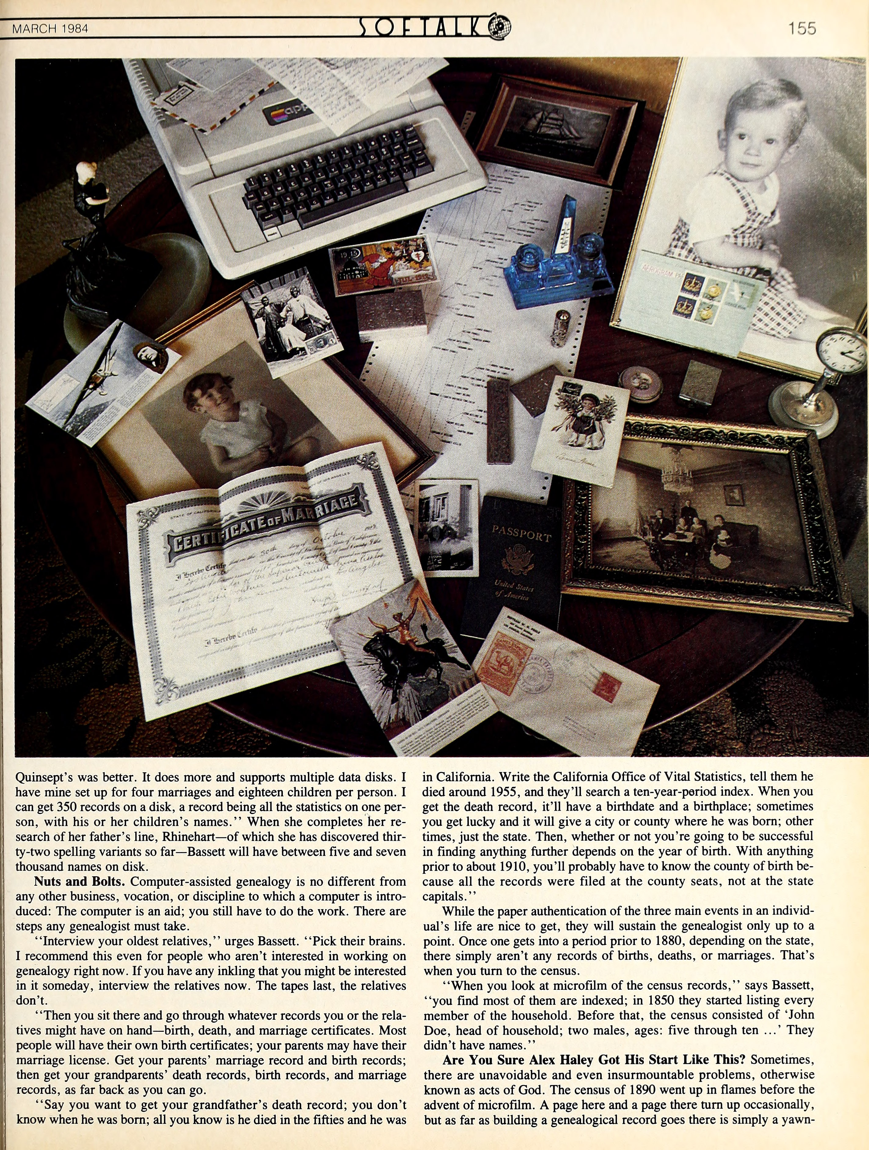 MARCH 1984
SOFTALK
155
apple
CERTIFICATE OF MARRIAGE
I Hereby Certify
I Hereby Certify
PASSPORT
United States
of America
Quinsept's was better. It does more and supports multiple data disks. I
have mine set up for four marriages and eighteen children per person. I
can get 350 records on a disk, a record being all the statistics on one per-
son, with his or her children's names.'' When she completes her re-
search of her father's line, Rhinehart—of which she has discovered thir-
ty-two spelling variants so far—Bassett will have between five and seven
thousand names on disk.
Nuts and Bolts. Computer-assisted genealogy is no different from
any other business, vocation, or discipline to which a computer is intro-
duced: The computer is an aid; you still have to do the work. There are
steps any genealogist must take.
''Interview your oldest relatives,'' urges Bassett. ''Pick their brains.
I recommend this even for people who aren't interested in working on
genealogy right now. If you have any inkling that you might be interested
in it someday, interview the relatives now. The tapes last, the relatives
don't.
''Then you sit there and go through whatever records you or the rela-
tives might have on hand—birth, death, and marriage certificates. Most
people will have their own birth certificates; your parents may have their
marriage license. Get your parents' marriage record and birth records;
then get your grandparents' death records, birth records, and marriage
records, as far back as you can go.
''Say you want to get your grandfather's death record; you don't
know when he was born; all you know is he died in the fifties and he was
in California. Write the California Office of Vital Statistics, tell them he
died around 1955, and they'll search a ten-year-period index. When you
get the death record, it'll have a birthdate and a birthplace; sometimes
you get lucky and it will give a city or county where he was born; other
times, just the state. Then, whether or not you're going to be successful
in finding anything further depends on the year of birth. With anything
prior to about 1910, you'll probably have to know the county of birth be-
cause all the records were filed at the county seats, not at the state
capitals.''
While the paper authentication of the three main events in an individ-
ual's life are nice to get, they will sustain the genealogist only up to a
point. Once one gets into a period prior to 1880, depending on the state,
there simply aren't any records of births, deaths, or marriages. That's
when you turn to the census.
''When you look at microfilm of the census records,'' says Bassett,
''you find most of them are indexed; in 1850 they started listing every
member of the household. Before that, the census consisted of 'John
Doe, head of household; two males, ages: five through ten ...' They
didn't have names.''
Are You Sure Alex Haley Got His Start Like This? Sometimes,
there are unavoidable and even insurmountable problems, otherwise
known as acts of God. The census of 1890 went up in flames before the
advent of microfilm. A page here and a page there turn up occasionally,
but as far as building a genealogical record goes there is simply a yawn-